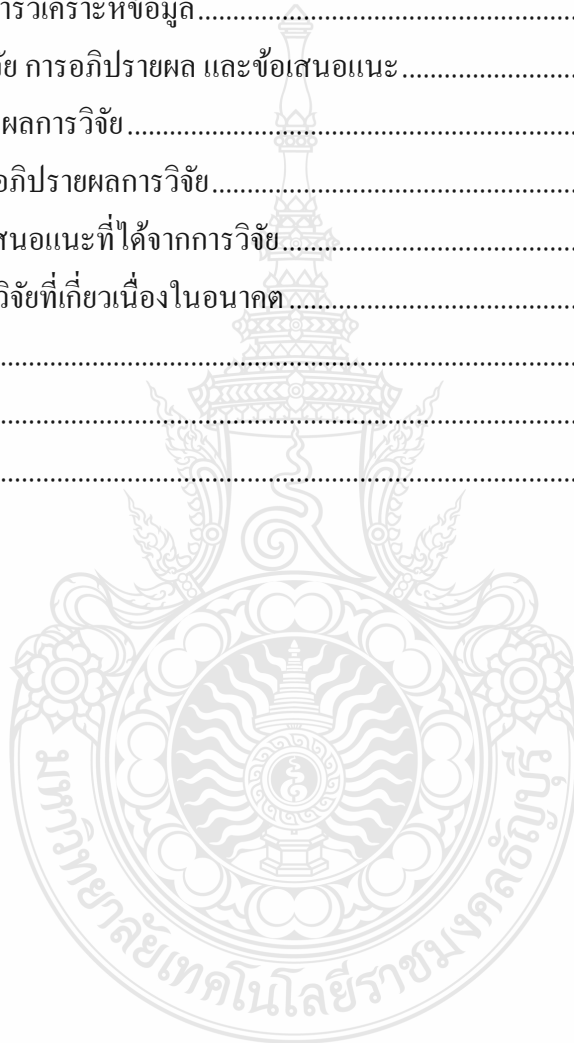 ารวิเคราะห์ข้อมูล......................................................
วิจัย การอภิปรายผล และข้อเสนอแนะ.........................
ผลการวิจัย................................................................
อภิปรายผลการวิจัย....................................................
สนอแนะที่ได้จากการวิจัย...........................................
วิจัยที่เกี่ยวเนื่องในอนาคต..........................................
................................................................................
................................................................................
................................................................................
มหาวิทยาลัยเทคโนโลยีราชมงคลธัญบุรี